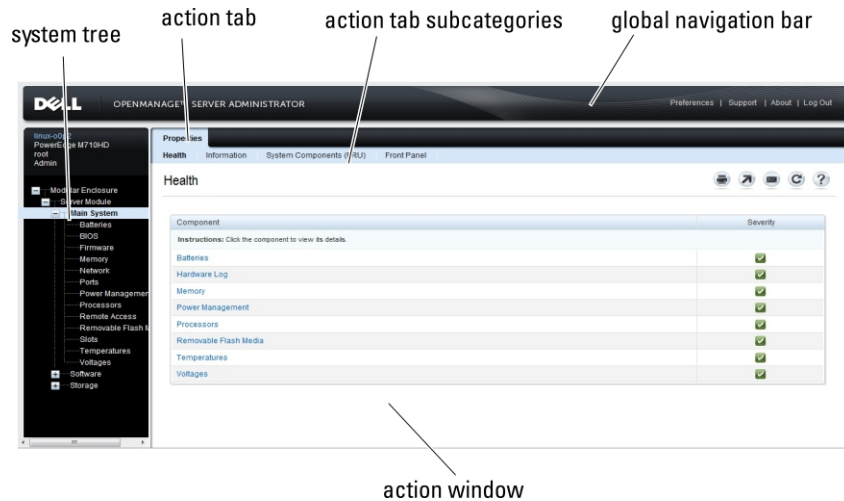 system tree
action tab
action tab subcategories
global navigation bar
DELL
OPENMANAGE™ SERVER ADMINISTRATOR
Preferences | Support | About | Log Out
PowerEdge M710HD
root
Admin
Properties
Health
Information
System Components (FRU)
Front Panel
Modular Enclosure
Server Module
Main System
Batteries
BIOS
Firmware
Memory
Network
Ports
Power Managemen
Processors
Remote Access
Removable Flash M
Slots
Temperatures
Voltages
Software
Storage
Health
Component
Severity
Instructions: Click the component to view its details.
Batteries
Hardware Log
Memory
Power Management
Processors
Removable Flash Media
Temperatures
Voltages
action window